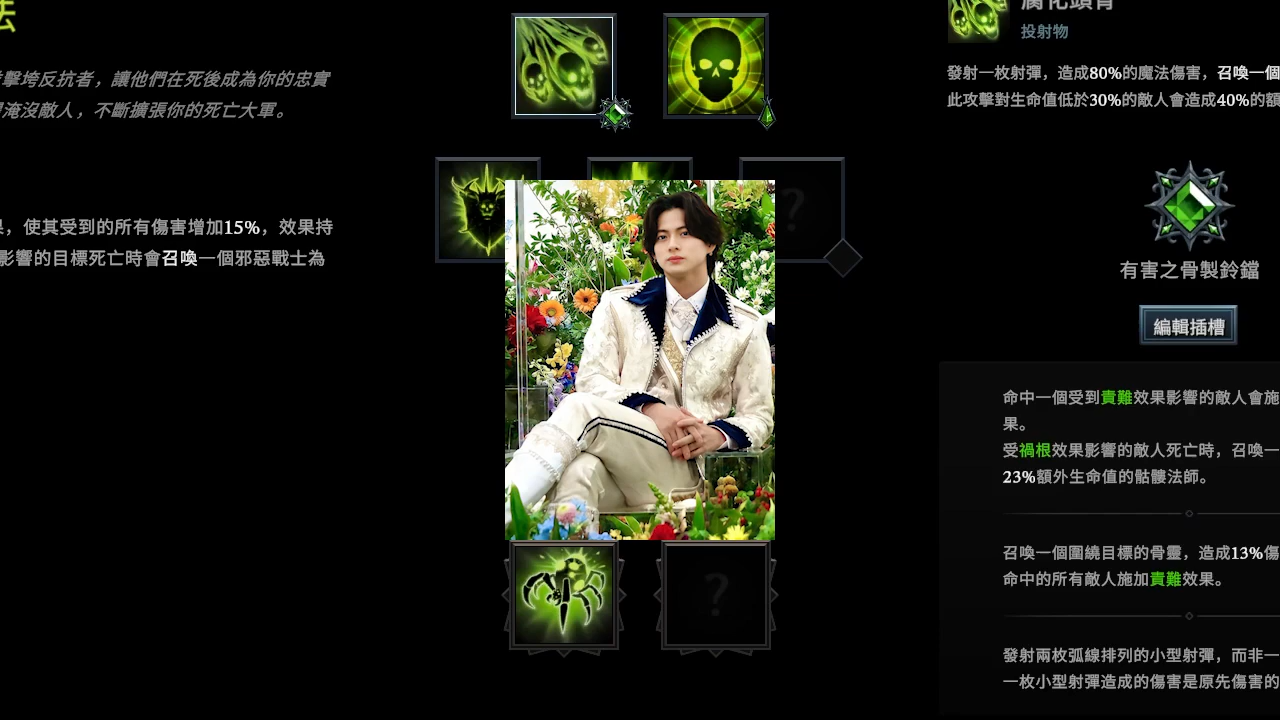 法
擊垮反抗者，讓他們在死後成為你的忠實
淹沒敵人，不斷擴張你的死亡大軍。
，使其受到的所有傷害增加15%，效果持
影響的目標死亡時會召喚一個邪惡戰士為
腐化頭骨
投射物
發射一枚射彈，造成80%的魔法傷害，召喚一個
此攻擊對生命值低於30%的敵人會造成40%的額
有害之骨製鈴鐺
編輯插槽
命中一個受到責難效果影響的敵人會施
果。
受禍根效果影響的敵人死亡時，召喚一
23%額外生命值的骷髏法師。
召喚一個圍繞目標的骨靈，造成13%傷
命中的所有敵人施加責難效果。
發射兩枚弧線排列的小型射彈，而非一
一枚小型射彈造成的傷害是原先傷害的